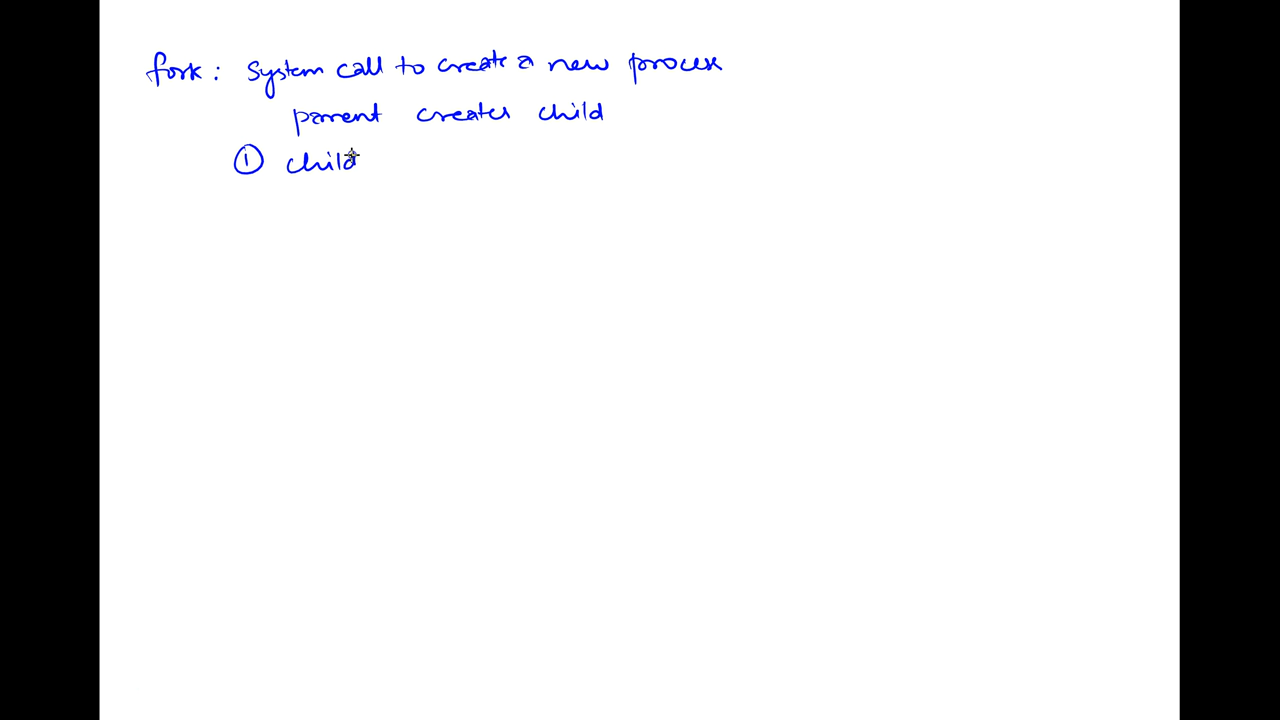 fork: system call to create a new process
parent creates child
① child